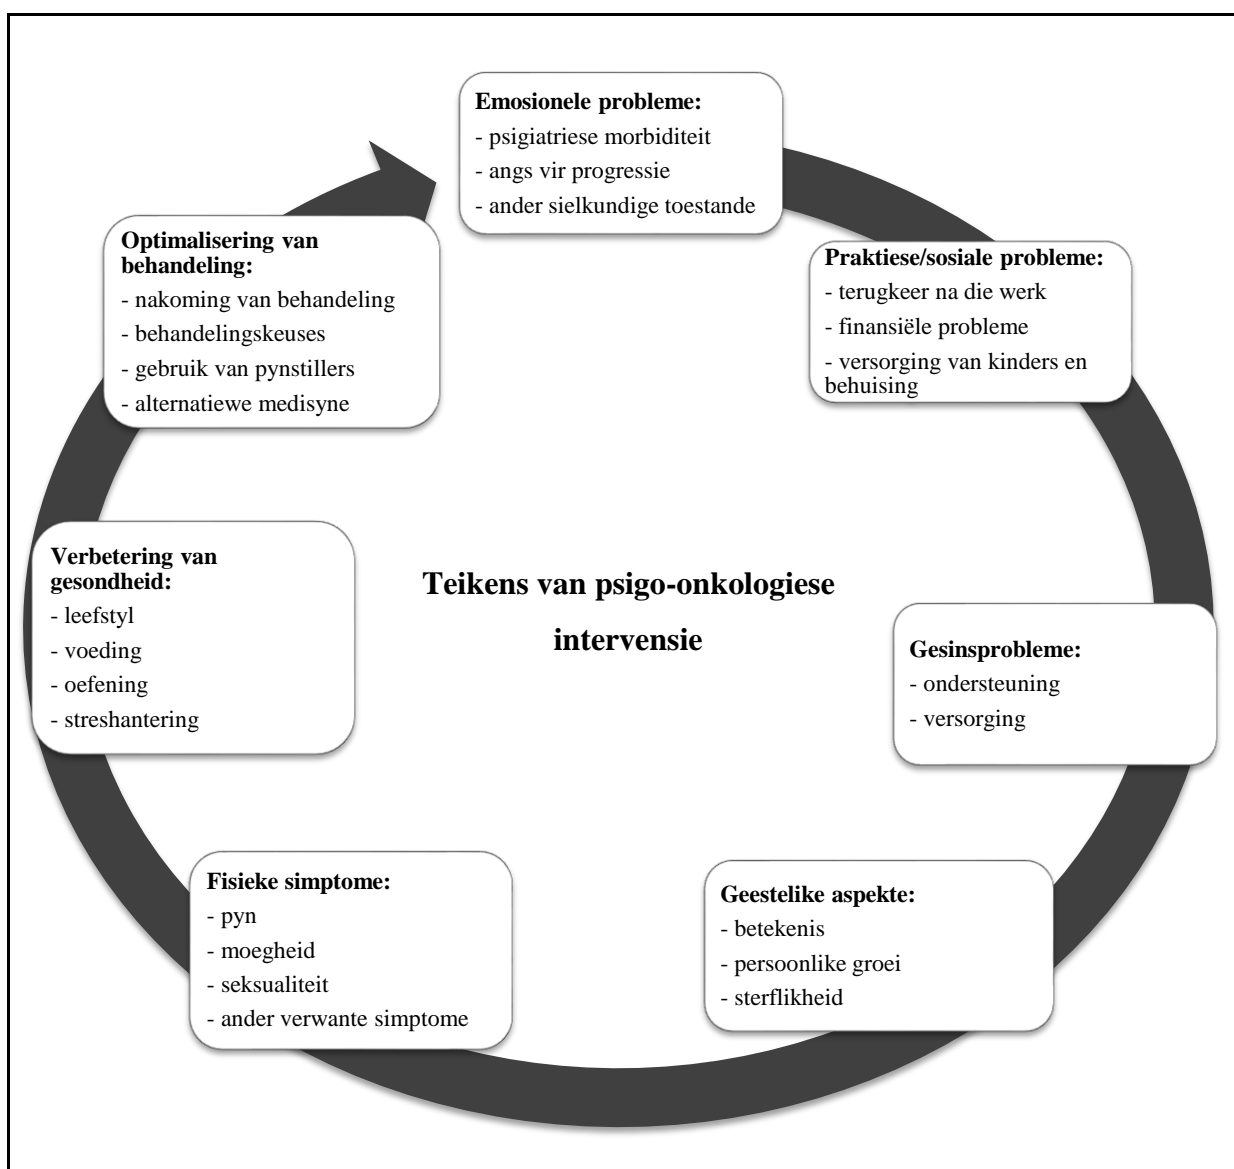 Emosionele probleme:
- psigiatriese morbiditeit
- angs vir progressie
- ander sielkundige toestande
Praktiese/sosiale probleme:
- terugkeer na die werk
- finansiële probleme
- versorging van kinders en
behuising
Gesinsprobleme:
- ondersteuning
- versorging
Geestelike aspekte:
- betekenis
- persoonlike groei
- sterflikheid
Fisieke simptome:
- pyn
- moegheid
- seksualiteit
- ander verwante simptome
Verbetering van
gesondheid:
- leefstyl
- voeding
- oefening
- streshantering
Optimalisering van
behandeling:
- nakoming van behandeling
- behandelingskeuses
- gebruik van pynstillers
- alternatiewe medisyne
Teikens van psigo-onkologiese
intervensie